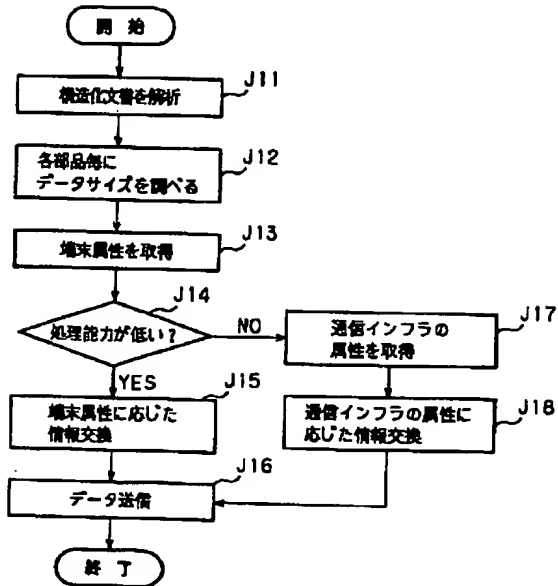 開 始
構造化文書を解析
J11
各部品毎に
データサイズを調べる
J12
端末属性を取得
J13
処理能力が低い?
J14
NO
YES
端末属性に応じた
情報交換
J15
データ送信
J16
通信インフラの
属性を取得
J17
通信インフラの属性に
応じた情報交換
J18
終 了